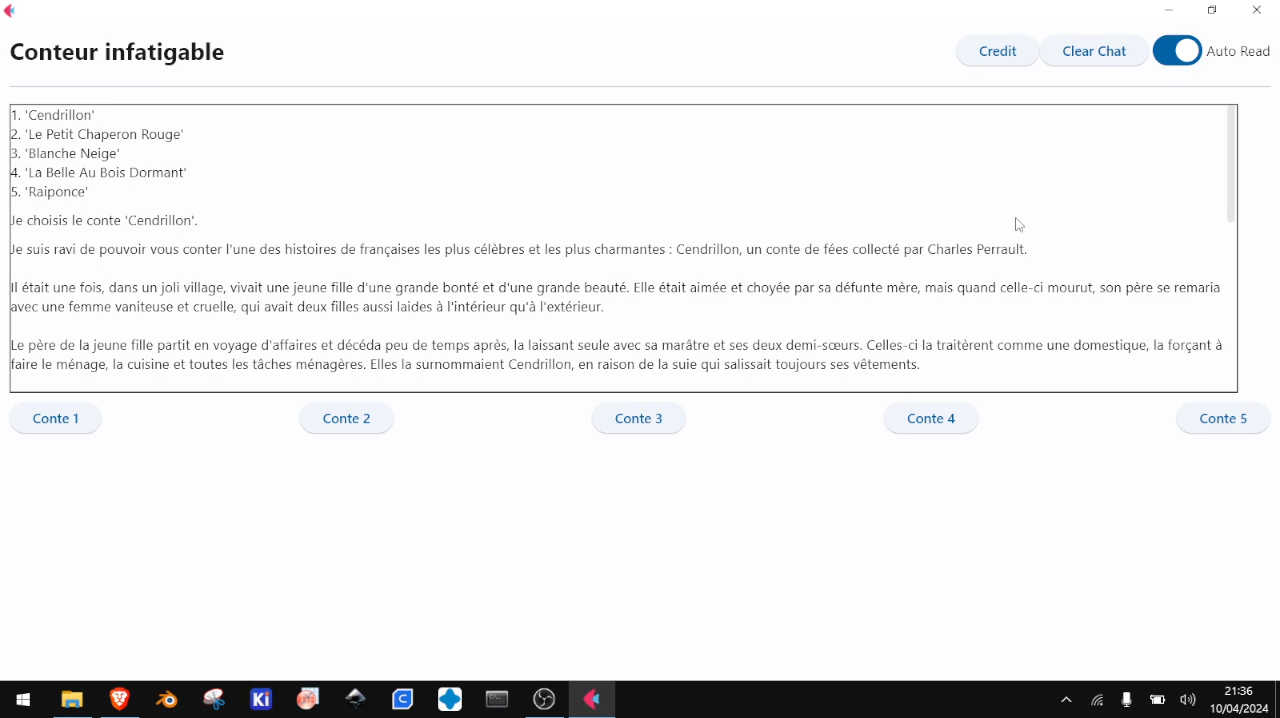 Conteur infatigable
Credit
Clear Chat
Auto Read
1. 'Cendrillon'
2. 'Le Petit Chaperon Rouge'
3. 'Blanche Neige'
4. 'La Belle Au Bois Dormant'
5. 'Raiponce'
Je choisis le conte 'Cendrillon'.
Je suis ravi de pouvoir vous conter l'une des histoires de françaises les plus célèbres et les plus charmantes : Cendrillon, un conte de fées collecté par Charles Perrault.
Il était une fois, dans un joli village, vivait une jeune fille d'une grande bonté et d'une grande beauté. Elle était aimée et choyée par sa défunte mère, mais quand celle-ci mourut, son père se remaria
avec une femme vaniteuse et cruelle, qui avait deux filles aussi laides à l'intérieur qu'à l'extérieur.
Le père de la jeune fille partit en voyage d'affaires et décéda peu de temps après, la laissant seule avec sa marâtre et ses deux demi-sœurs. Celles-ci la traitèrent comme une domestique, la forçant à
faire le ménage, la cuisine et toutes les tâches ménagères. Elles la surnommaient Cendrillon, en raison de la suie qui salissait toujours ses vêtements.
Conte 1
Conte 2
Conte 3
Conte 4
Conte 5
Ki
21:36
10/04/2024